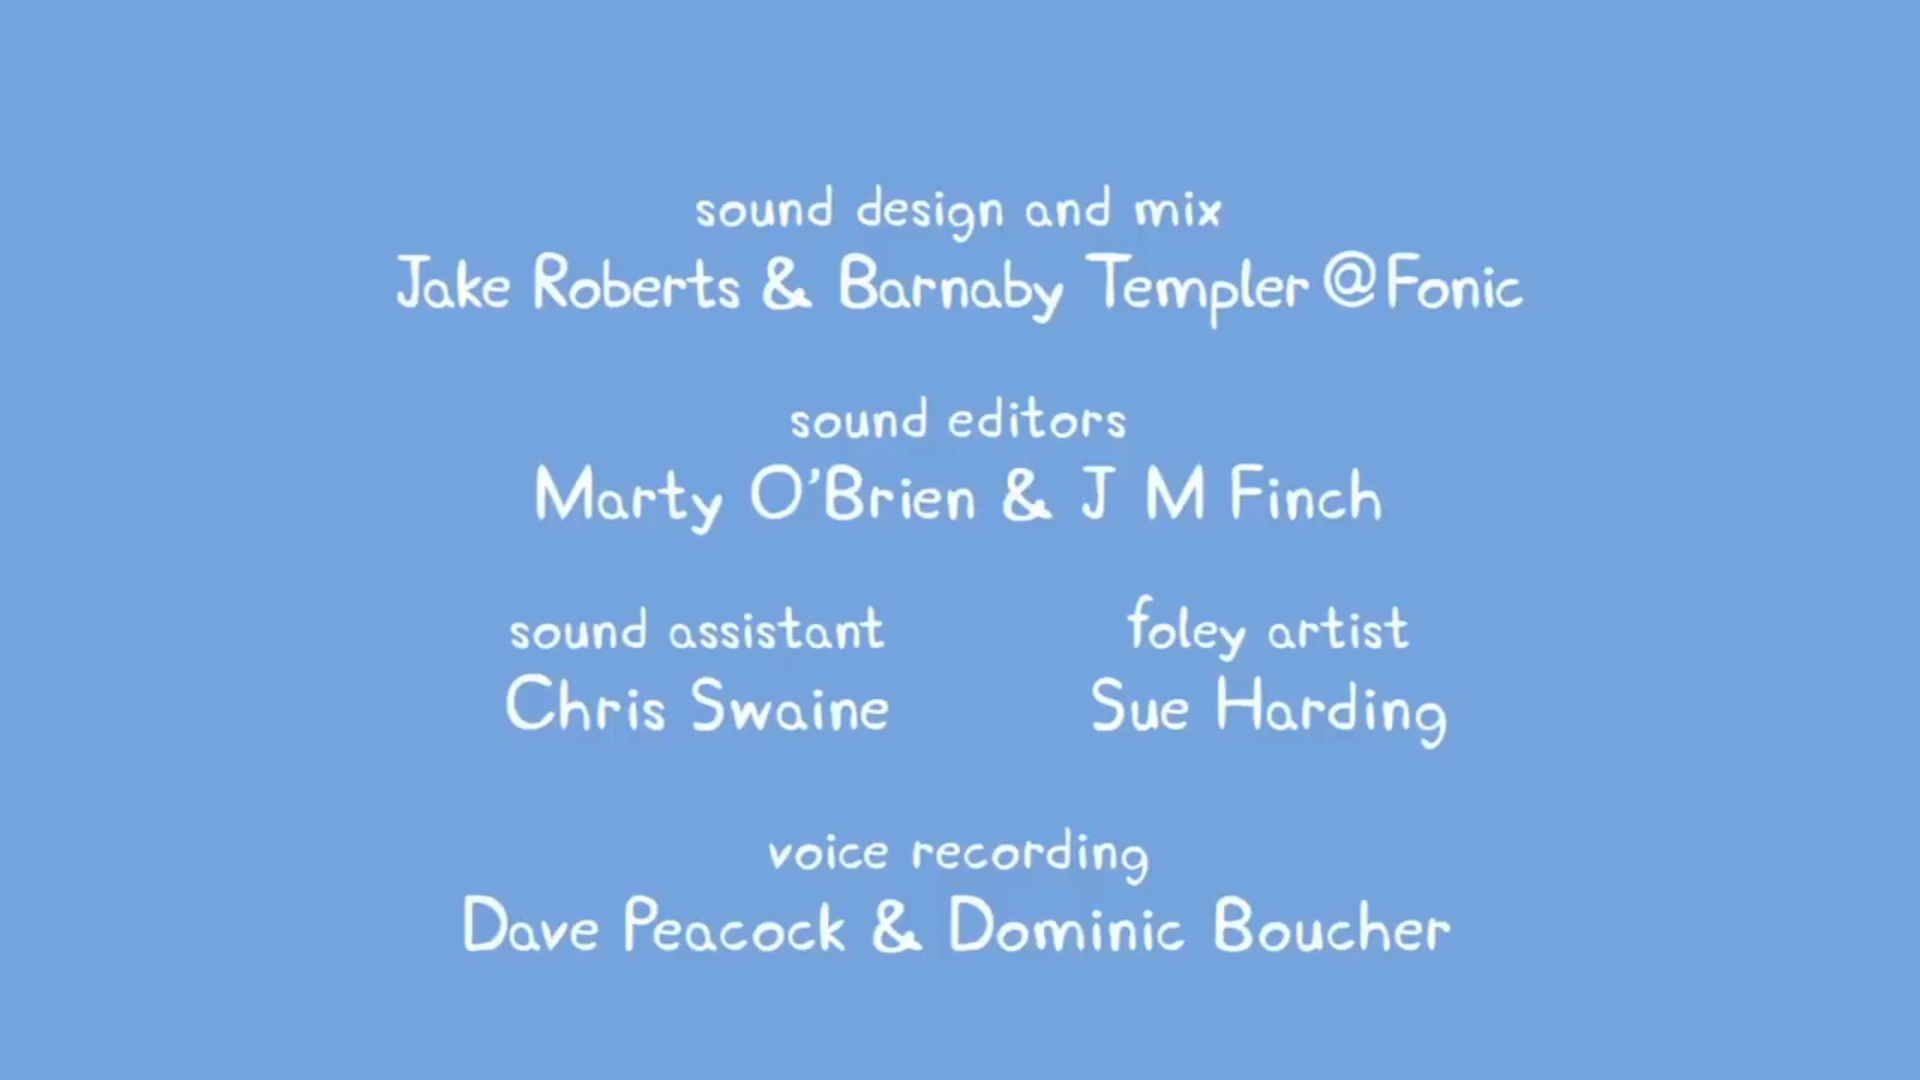 sound design and mix
Jake Roberts & Barnaby Templer @Fonic
sound editors
Marty O'Brien & J M Finch
sound assistant
Chris Swaine
foley artist
Sue Harding
voice recording
Dave Peacock & Dominic Boucher